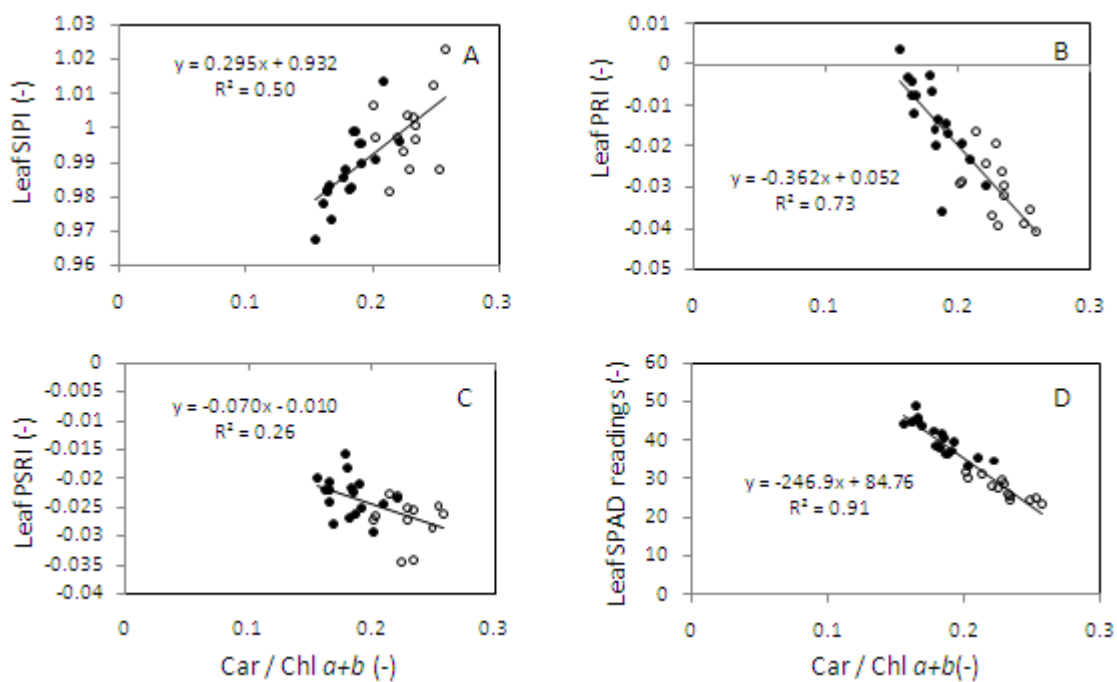 1.03
1.02
1.01
1
0.99
0.98
0.97
0.96
Leaf SIPI (-)
y = 0.295x + 0.932
R² = 0.50
A
0 0.1 0.2 0.3
0.01
0
-0.01
-0.02
-0.03
-0.04
-0.05
Leaf PRI (-)
B
y = -0.362x + 0.052
R² = 0.73
0 0.1 0.2 0.3
0
-0.005
-0.01
-0.015
-0.02
-0.025
-0.03
-0.035
-0.04
Leaf PSRI (-)
y = -0.070x - 0.010
R² = 0.26
C
0 0.1 0.2 0.3
Car / Chl a+b (-)
60
50
40
30
20
10
0
Leaf SPAD readings (-)
D
y = -246.9x + 84.76
R² = 0.91
0 0.1 0.2 0.3
Car / Chl a+b(-)